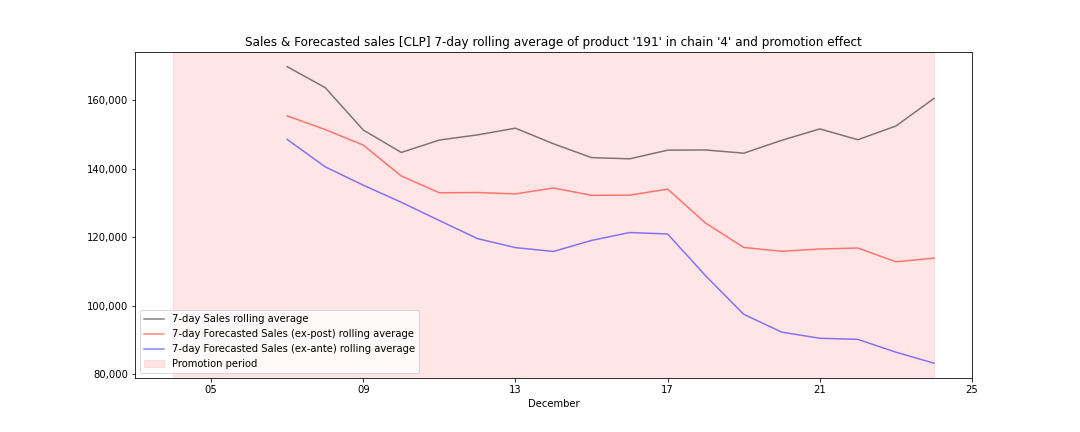 Sales & Forecasted sales [CLP] 7-day rolling average of product '191' in chain '4' and promotion effect
160,000
140,000
120,000
100,000
80,000
7-day Sales rolling average
7-day Forecasted Sales (ex-post) rolling average
7-day Forecasted Sales (ex-ante) rolling average
Promotion period
05 09 13 17 21 25
December